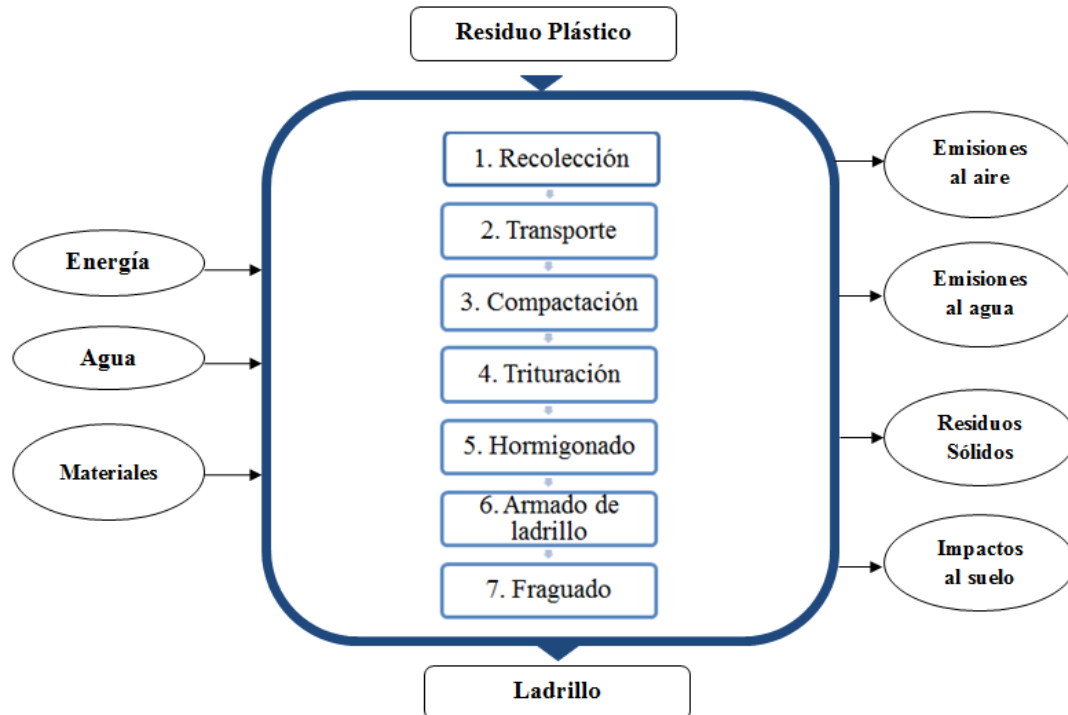 Residuo Plástico
1. Recolección
2. Transporte
3. Compactación
4. Trituración
5. Hormigonado
6. Armado de
ladrillo
7. Fraguado
Energía
Agua
Materiales
Emisiones
al aire
Emisiones
al agua
Residuos
Sólidos
Impactos
al suelo
Ladrillo